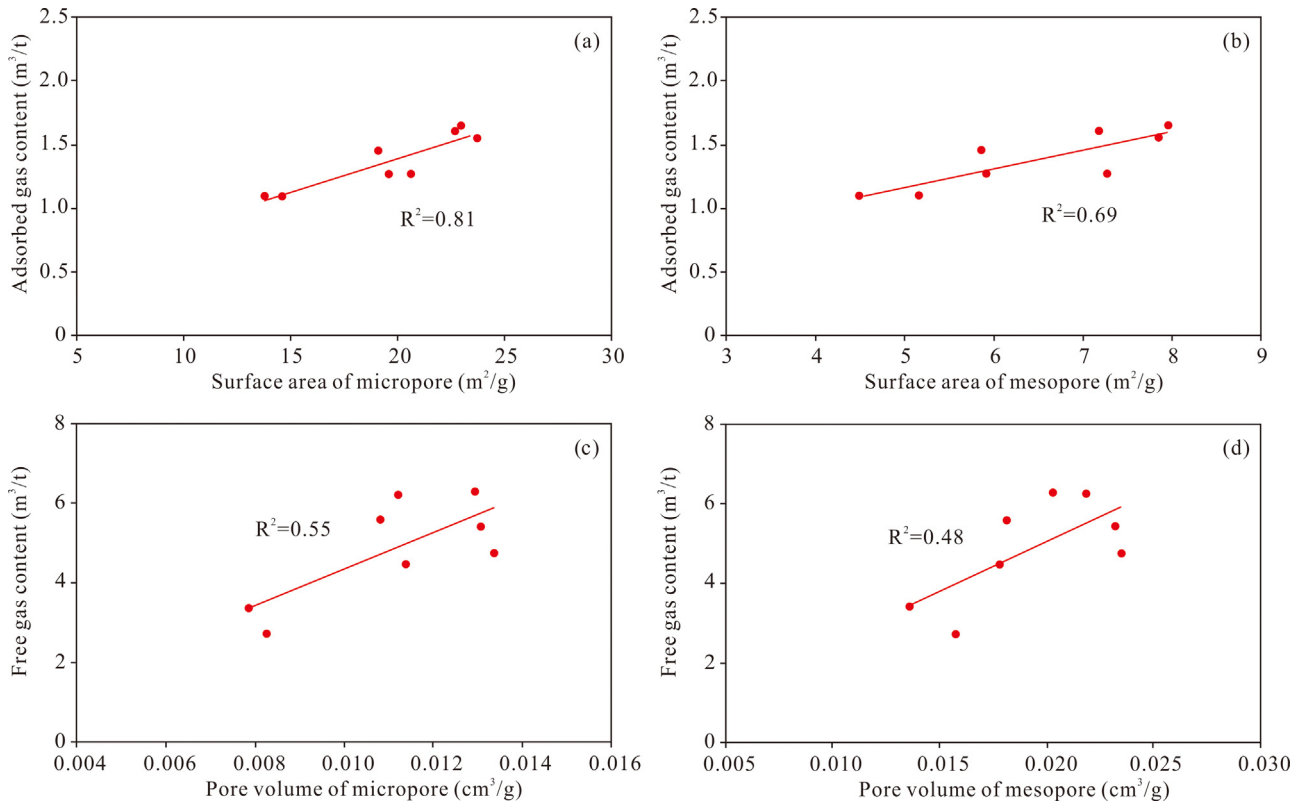 2.5
2.0
1.5
1.0
0.5
0
Adsorbed gas content (m³/t)
(a)
R²=0.81
5 10 15 20 25 30
Surface area of micropore (m²/g)
2.5
2.0
1.5
1.0
0.5
0
Adsorbed gas content (m³/t)
(b)
R²=0.69
3 4 5 6 7 8 9
Surface area of mesopore (m²/g)
8
6
4
2
0
Free gas content (m³/t)
(c)
R²=0.55
0.004 0.006 0.008 0.010 0.012 0.014 0.016
Pore volume of micropore (cm³/g)
8
6
4
2
0
Free gas content (m³/t)
(d)
R²=0.48
0.005 0.010 0.015 0.020 0.025 0.030
Pore volume of mesopore (cm³/g)